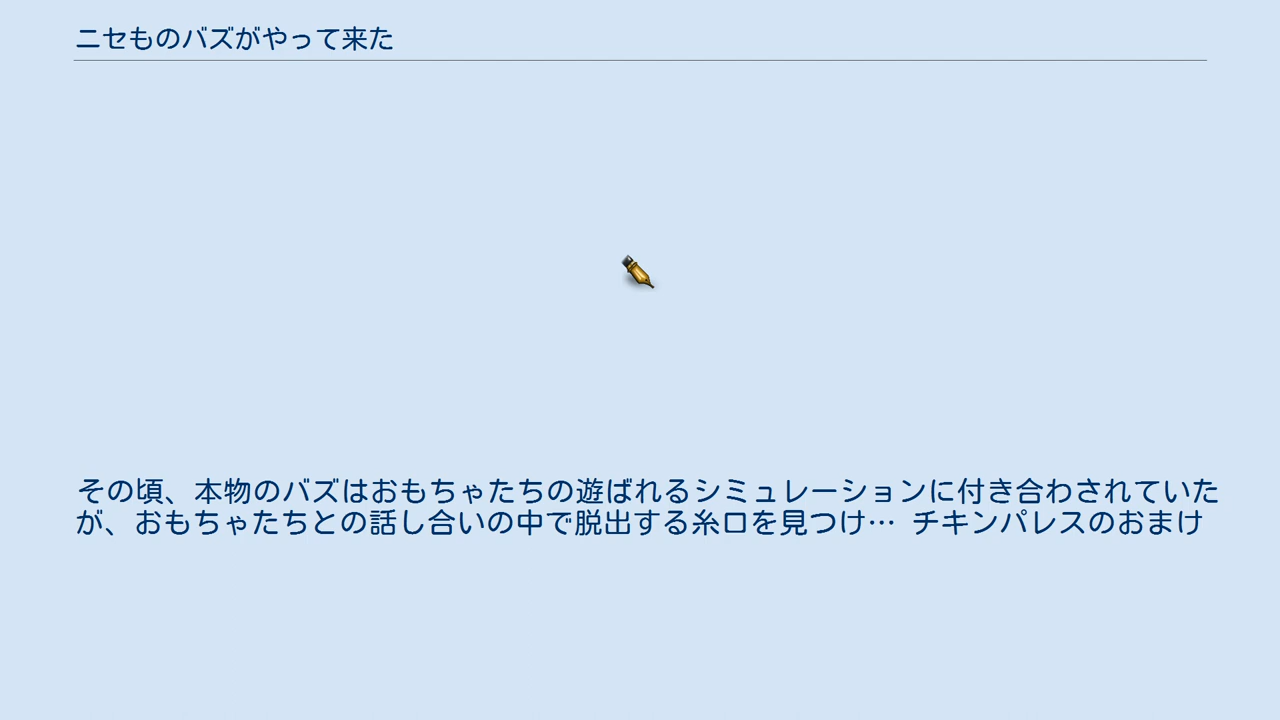 ニセものバズがやって来た
その頃、本物のバズはおもちゃたちの遊ばれるシミュレーションに付き合わされていた
が、おもちゃたちとの話し合いの中で脱出する糸口を見つけ… チキンパレスのおまけ